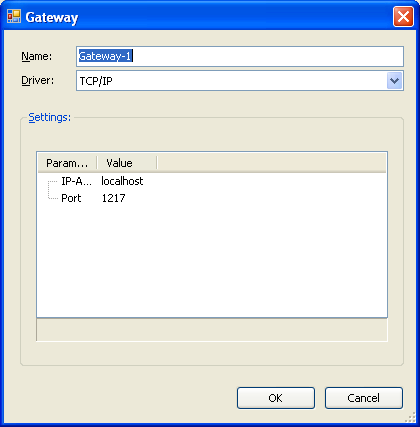 Gateway
Name: Gateway-1
Driver: TCP/IP
Settings:
Param... Value
IP-A... localhost
Port 1217
OK Cancel